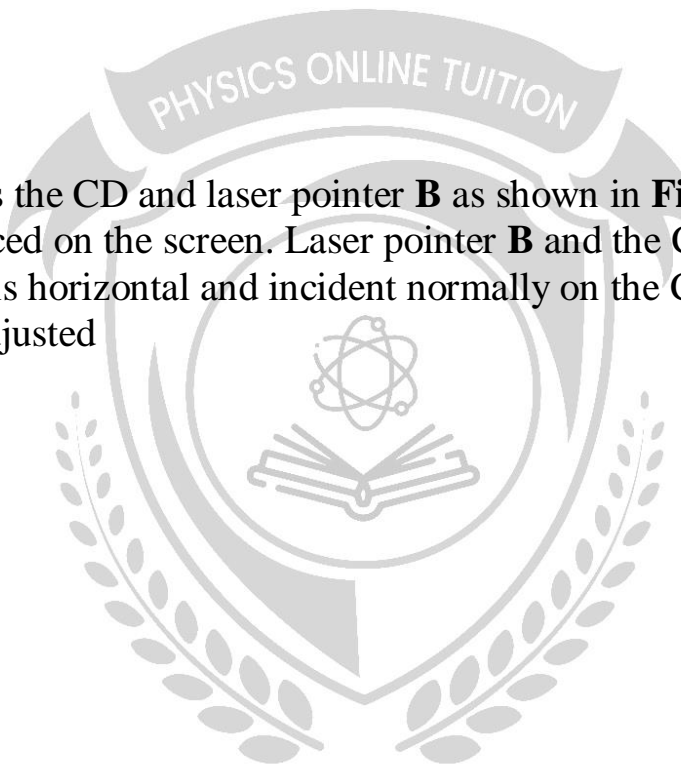 PHYSICS ONLINE TUITION
s the CD and laser pointer B as shown in Fi
ced on the screen. Laser pointer B and the C
is horizontal and incident normally on the C
justed